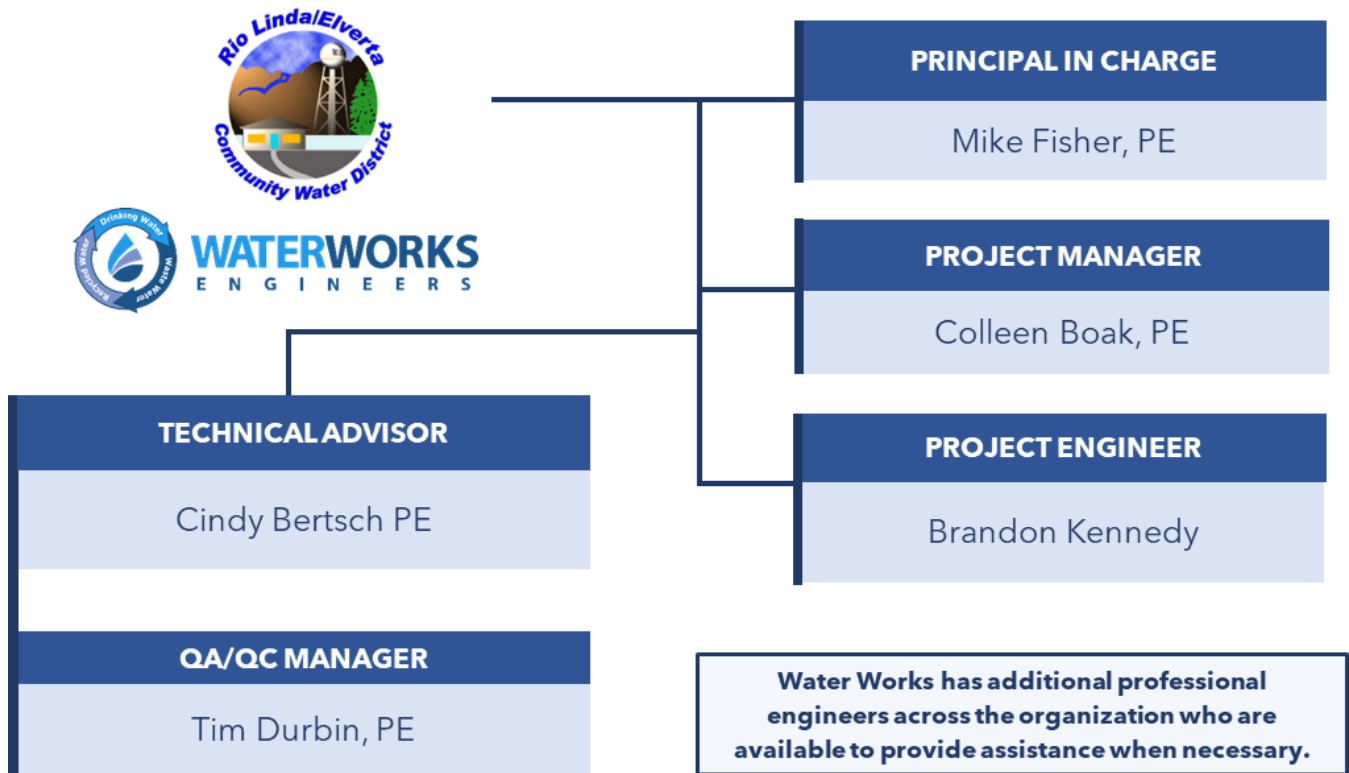 Rio Linda/Elverta
Community Water District
Drinking Water
Waste Water
Recycled Water
WATERWORKS
ENGINEERS
PRINCIPAL IN CHARGE
Mike Fisher, PE
PROJECT MANAGER
Colleen Boak, PE
PROJECT ENGINEER
Brandon Kennedy
TECHNICAL ADVISOR
Cindy Bertsch PE
QA/QC MANAGER
Tim Durbin, PE
Water Works has additional professional
engineers across the organization who are
available to provide assistance when necessary.